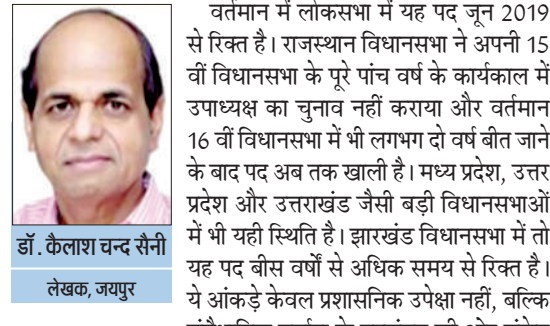 वर्तमान में लोकसभा में यह पद जून 2019
से रिक्त है। राजस्थान विधानसभा ने अपनी 15
वीं विधानसभा के पूरे पांच वर्ष के कार्यकाल में
उपाध्यक्ष का चुनाव नहीं कराया और वर्तमान
16 वीं विधानसभा में भी लगभग दो वर्ष बीत जाने
के बाद पद अब तक खाली है। मध्य प्रदेश, उत्तर
प्रदेश और उत्तराखंड जैसी बड़ी विधानसभाओं
में भी यही स्थिति है। झारखंड विधानसभा में तो
यह पद बीस वर्षों से अधिक समय से रिक्त है।
ये आंकड़े केवल प्रशासनिक उपेक्षा नहीं, बल्कि
डॉ. कैलाश चन्द सैनी
लेखक, जयपुर